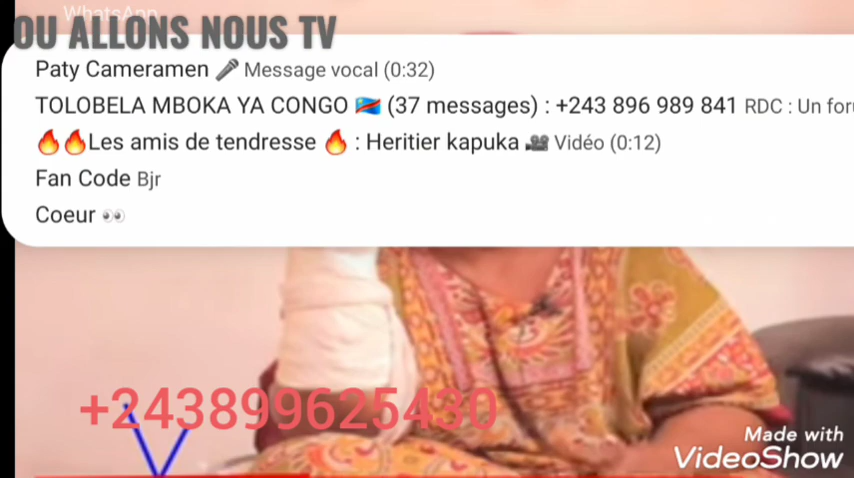 WhatsApp
OU ALLONS NOUS TV
Paty Cameramen 🎤 Message vocal (0:32)
TOLOBELA MBOKA YA CONGO 🇨🇩 (37 messages) : +243 896 989 841 RDC : Un for
🔥🔥Les amis de tendresse 🔥 : Heritier kapuka 🎥 Vidéo (0:12)
Fan Code Bjr
Coeur 👀
+243899625430
Made with
VideoShow